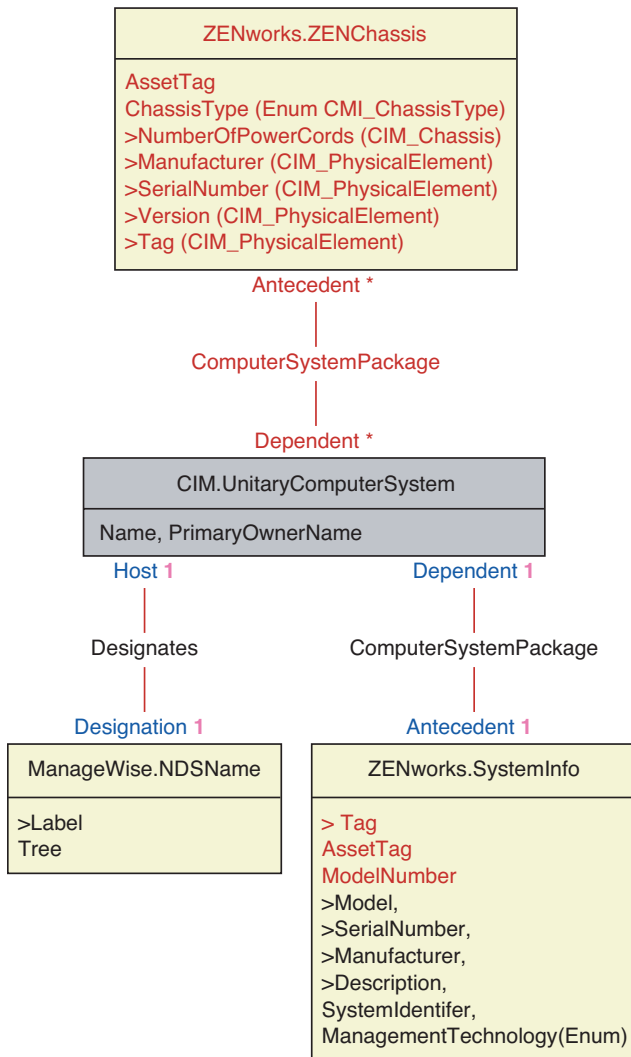 ZENworks.ZENChassis
AssetTag
ChassisType (Enum CMI_ChassisType)
>NumberOfPowerCords (CIM_Chassis)
>Manufacturer (CIM_PhysicalElement)
>SerialNumber (CIM_PhysicalElement)
>Version (CIM_PhysicalElement)
>Tag (CIM_PhysicalElement)
Antecedent *
ComputerSystemPackage
Dependent *
CIM.UnitaryComputerSystem
Name, PrimaryOwnerName
Host 1
Dependent 1
Designates
ComputerSystemPackage
Designation 1
Antecedent 1
ManageWise.NDSName
>Label
Tree
ZENworks.SystemInfo
> Tag
AssetTag
ModelNumber
>Model,
>SerialNumber,
>Manufacturer,
>Description,
SystemIdentifer,
ManagementTechnology(Enum)